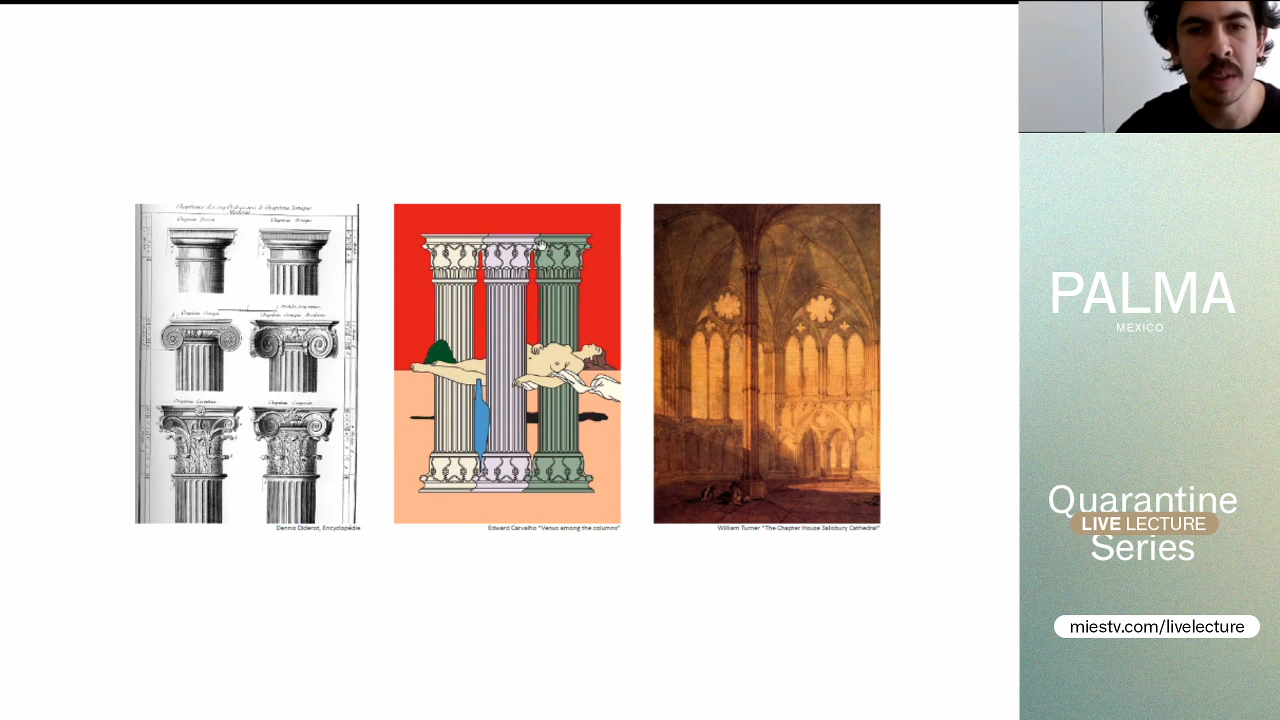 Dennis Diderot, Encyclopédie
Edward Carvalho "Venus among the columns"
William Turner "The Chapter House Salisbury Cathedral"
PALMA
MEXICO
Quarantine
LIVE LECTURE
Series
miestv.com/livelecture